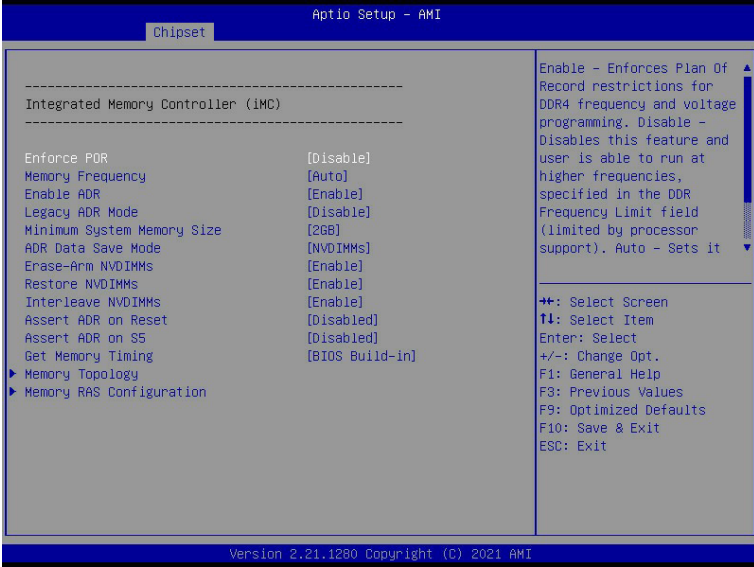 Aptio Setup – AMI
Chipset
------------------------------------------------
Integrated Memory Controller (iMC)
------------------------------------------------
Enforce POR [Disable]
Memory Frequency [Auto]
Enable ADR [Enable]
Legacy ADR Mode [Disable]
Minimum System Memory Size [2GB]
ADR Data Save Mode [NVDIMMs]
Erase-Arm NVDIMMs [Enable]
Restore NVDIMMs [Enable]
Interleave NVDIMMs [Enable]
Assert ADR on Reset [Disabled]
Assert ADR on S5 [Disabled]
Get Memory Timing [BIOS Build-in]
Memory Topology
Memory RAS Configuration
Enable – Enforces Plan Of
Record restrictions for
DDR4 frequency and voltage
programming. Disable –
Disables this feature and
user is able to run at
higher frequencies,
specified in the DDR
Frequency Limit field
(limited by processor
support). Auto – Sets it
→←: Select Screen
↑↓: Select Item
Enter: Select
+/-: Change Opt.
F1: General Help
F3: Previous Values
F9: Optimized Defaults
F10: Save & Exit
ESC: Exit
Version 2.21.1280 Copyright (C) 2021 AMI